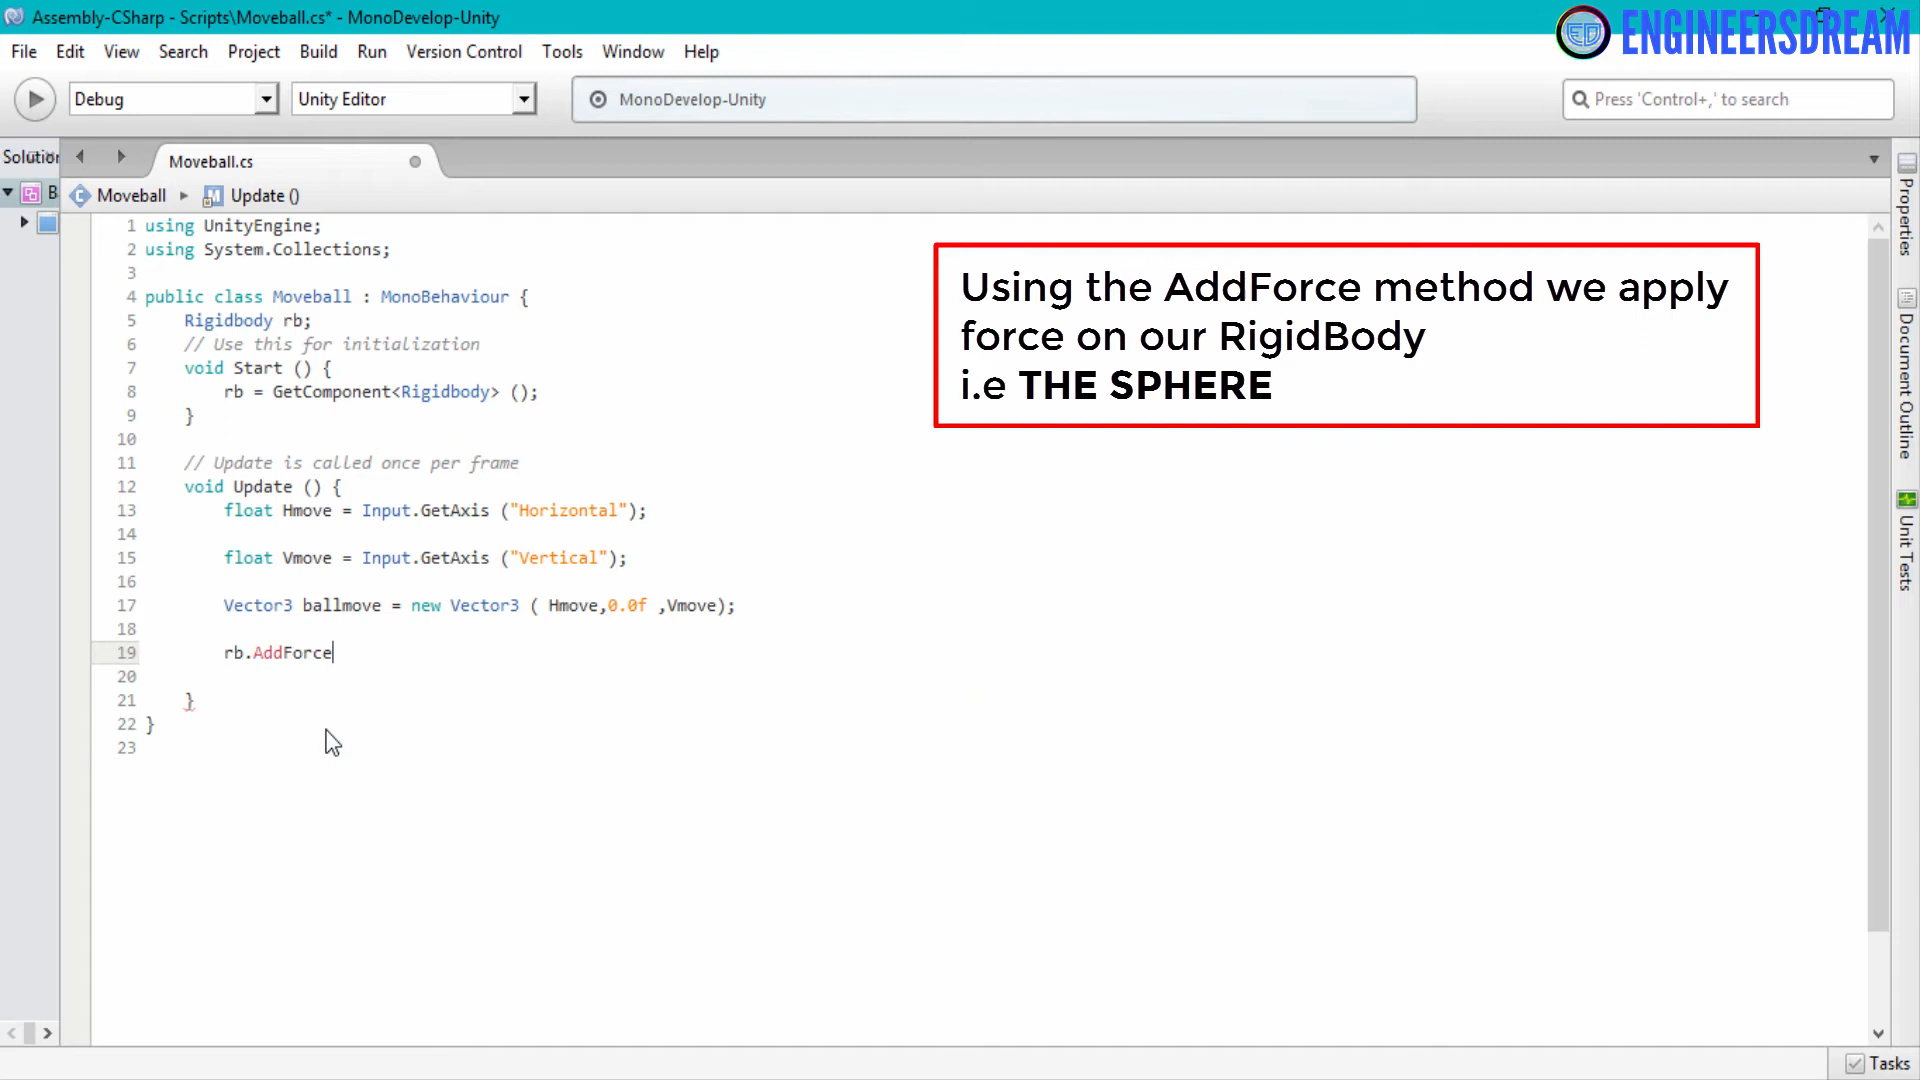 Assembly-CSharp - Scripts\Moveball.cs* - MonoDevelop-Unity
ENGINEERSDREAM
File Edit View Search Project Build Run Version Control Tools Window Help
Debug Unity Editor MonoDevelop-Unity Press 'Control+,' to search
Solution Moveball.cs
B Moveball Update ()
1 using UnityEngine;
2 using System.Collections;
3
4 public class Moveball : MonoBehaviour {
5 Rigidbody rb;
6 // Use this for initialization
7 void Start () {
8 rb = GetComponent<Rigidbody> ();
9 }
10
11 // Update is called once per frame
12 void Update () {
13 float Hmove = Input.GetAxis ("Horizontal");
14
15 float Vmove = Input.GetAxis ("Vertical");
16
17 Vector3 ballmove = new Vector3 ( Hmove,0.0f ,Vmove);
18
19 rb.AddForce
20
21 }
22 }
23
Using the AddForce method we apply
force on our RigidBody
i.e THE SPHERE
Properties
Document Outline
Unit Tests
Tasks